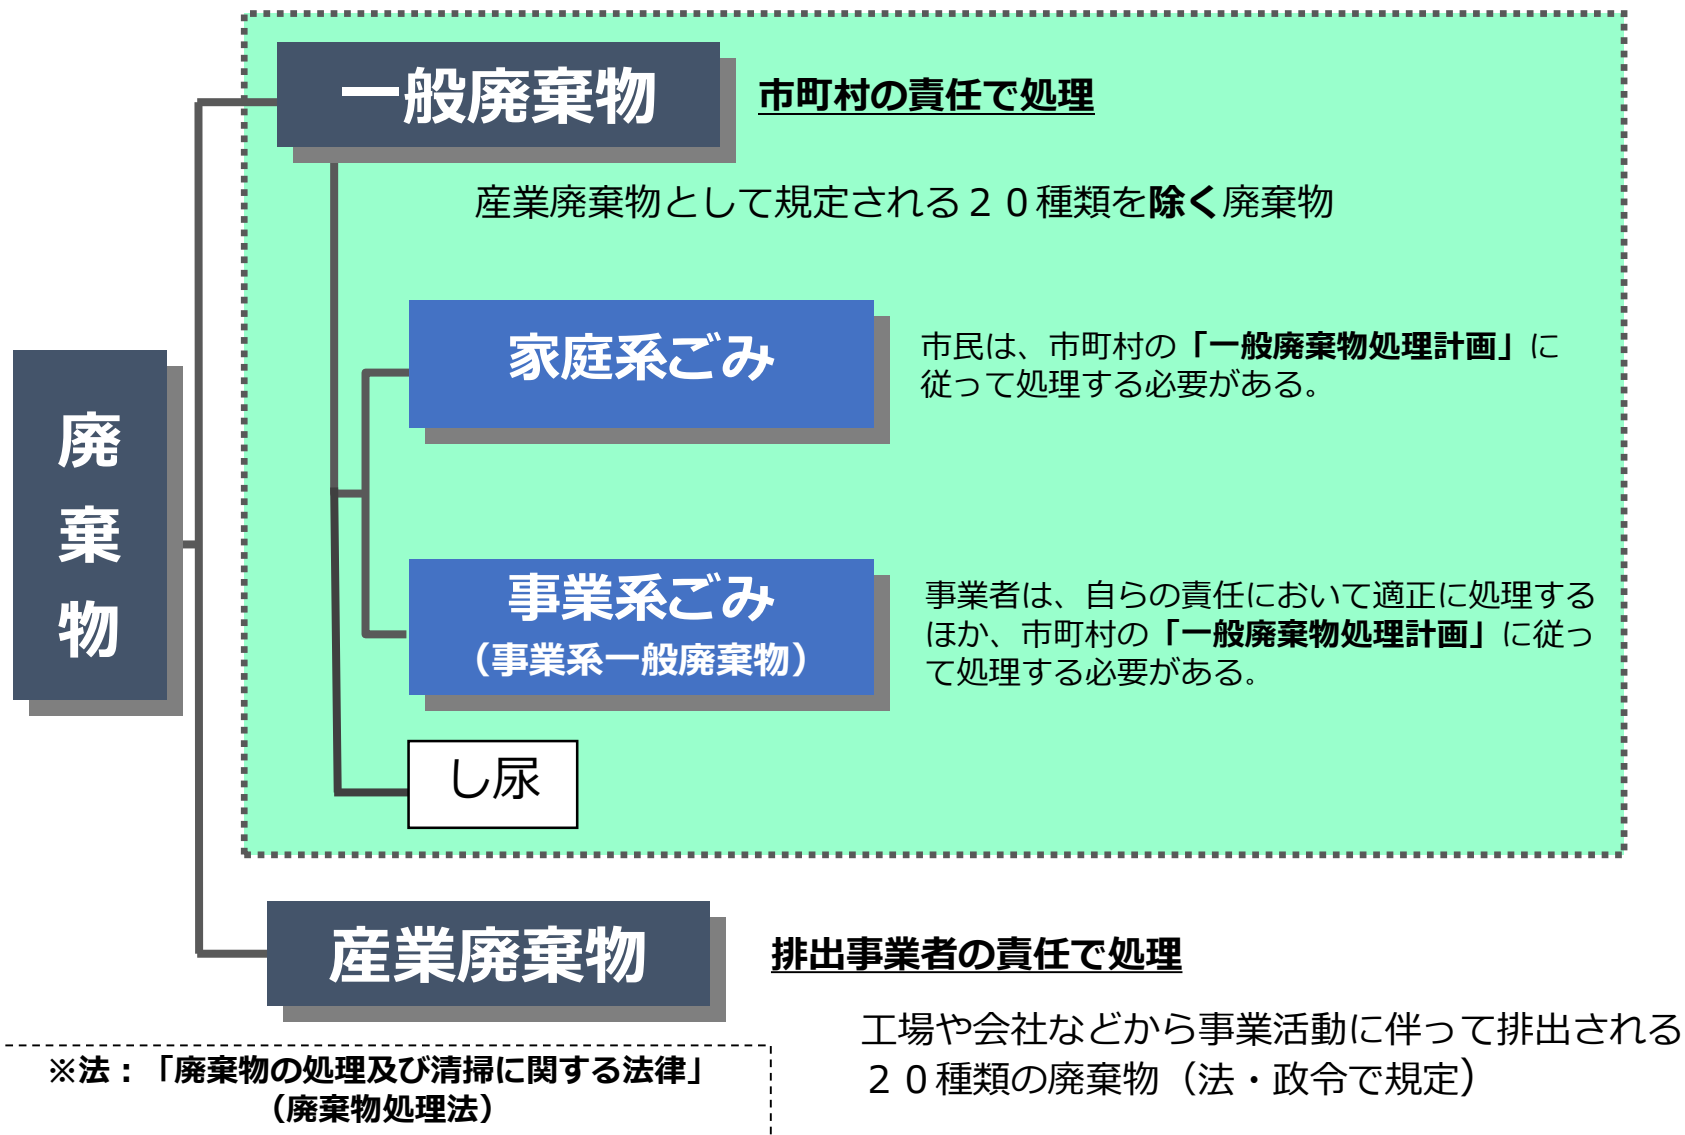 一般廃棄物
市町村の責任で処理
産業廃棄物として規定される２０種類を除く廃棄物
家庭系ごみ
市民は、市町村の「一般廃棄物処理計画」に
従って処理する必要がある。
廃
棄
物
事業系ごみ
（事業系一般廃棄物）
事業者は、自らの責任において適正に処理する
ほか、市町村の「一般廃棄物処理計画」に従っ
て処理する必要がある。
し尿
産業廃棄物
排出事業者の責任で処理
工場や会社などから事業活動に伴って排出される
２０種類の廃棄物（法・政令で規定）
※法：「廃棄物の処理及び清掃に関する法律」
（廃棄物処理法）